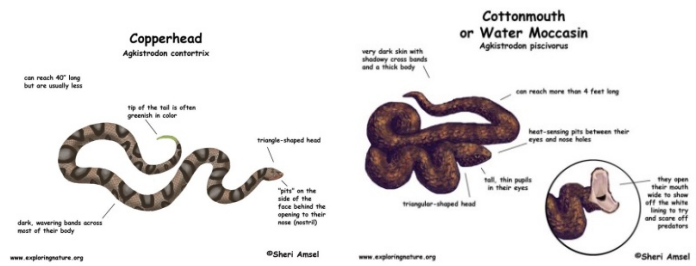 Copperhead
Agkistrodon contortrix
can reach 40" long
but are usually less
tip of the tail is often
greenish in color
triangle-shaped head
"pits" on the
side of the
face behind the
opening to their
nose (nostril)
dark, wavering bands across
most of their body
©Sheri Amsel
www.exploringnature.org
Cottonmouth
or Water Moccasin
Agkistrodon piscivorus
very dark skin with
shadowy cross bands
and a thick body
can reach more than 4 feet long
heat-sensing pits between their
eyes and nose holes
tall, thin pupils
in their eyes
triangular-shaped head
they open
their mouth
wide to show
off the white
lining to try
and scare off
predators
www.exploringnature.org
©Sheri Amsel